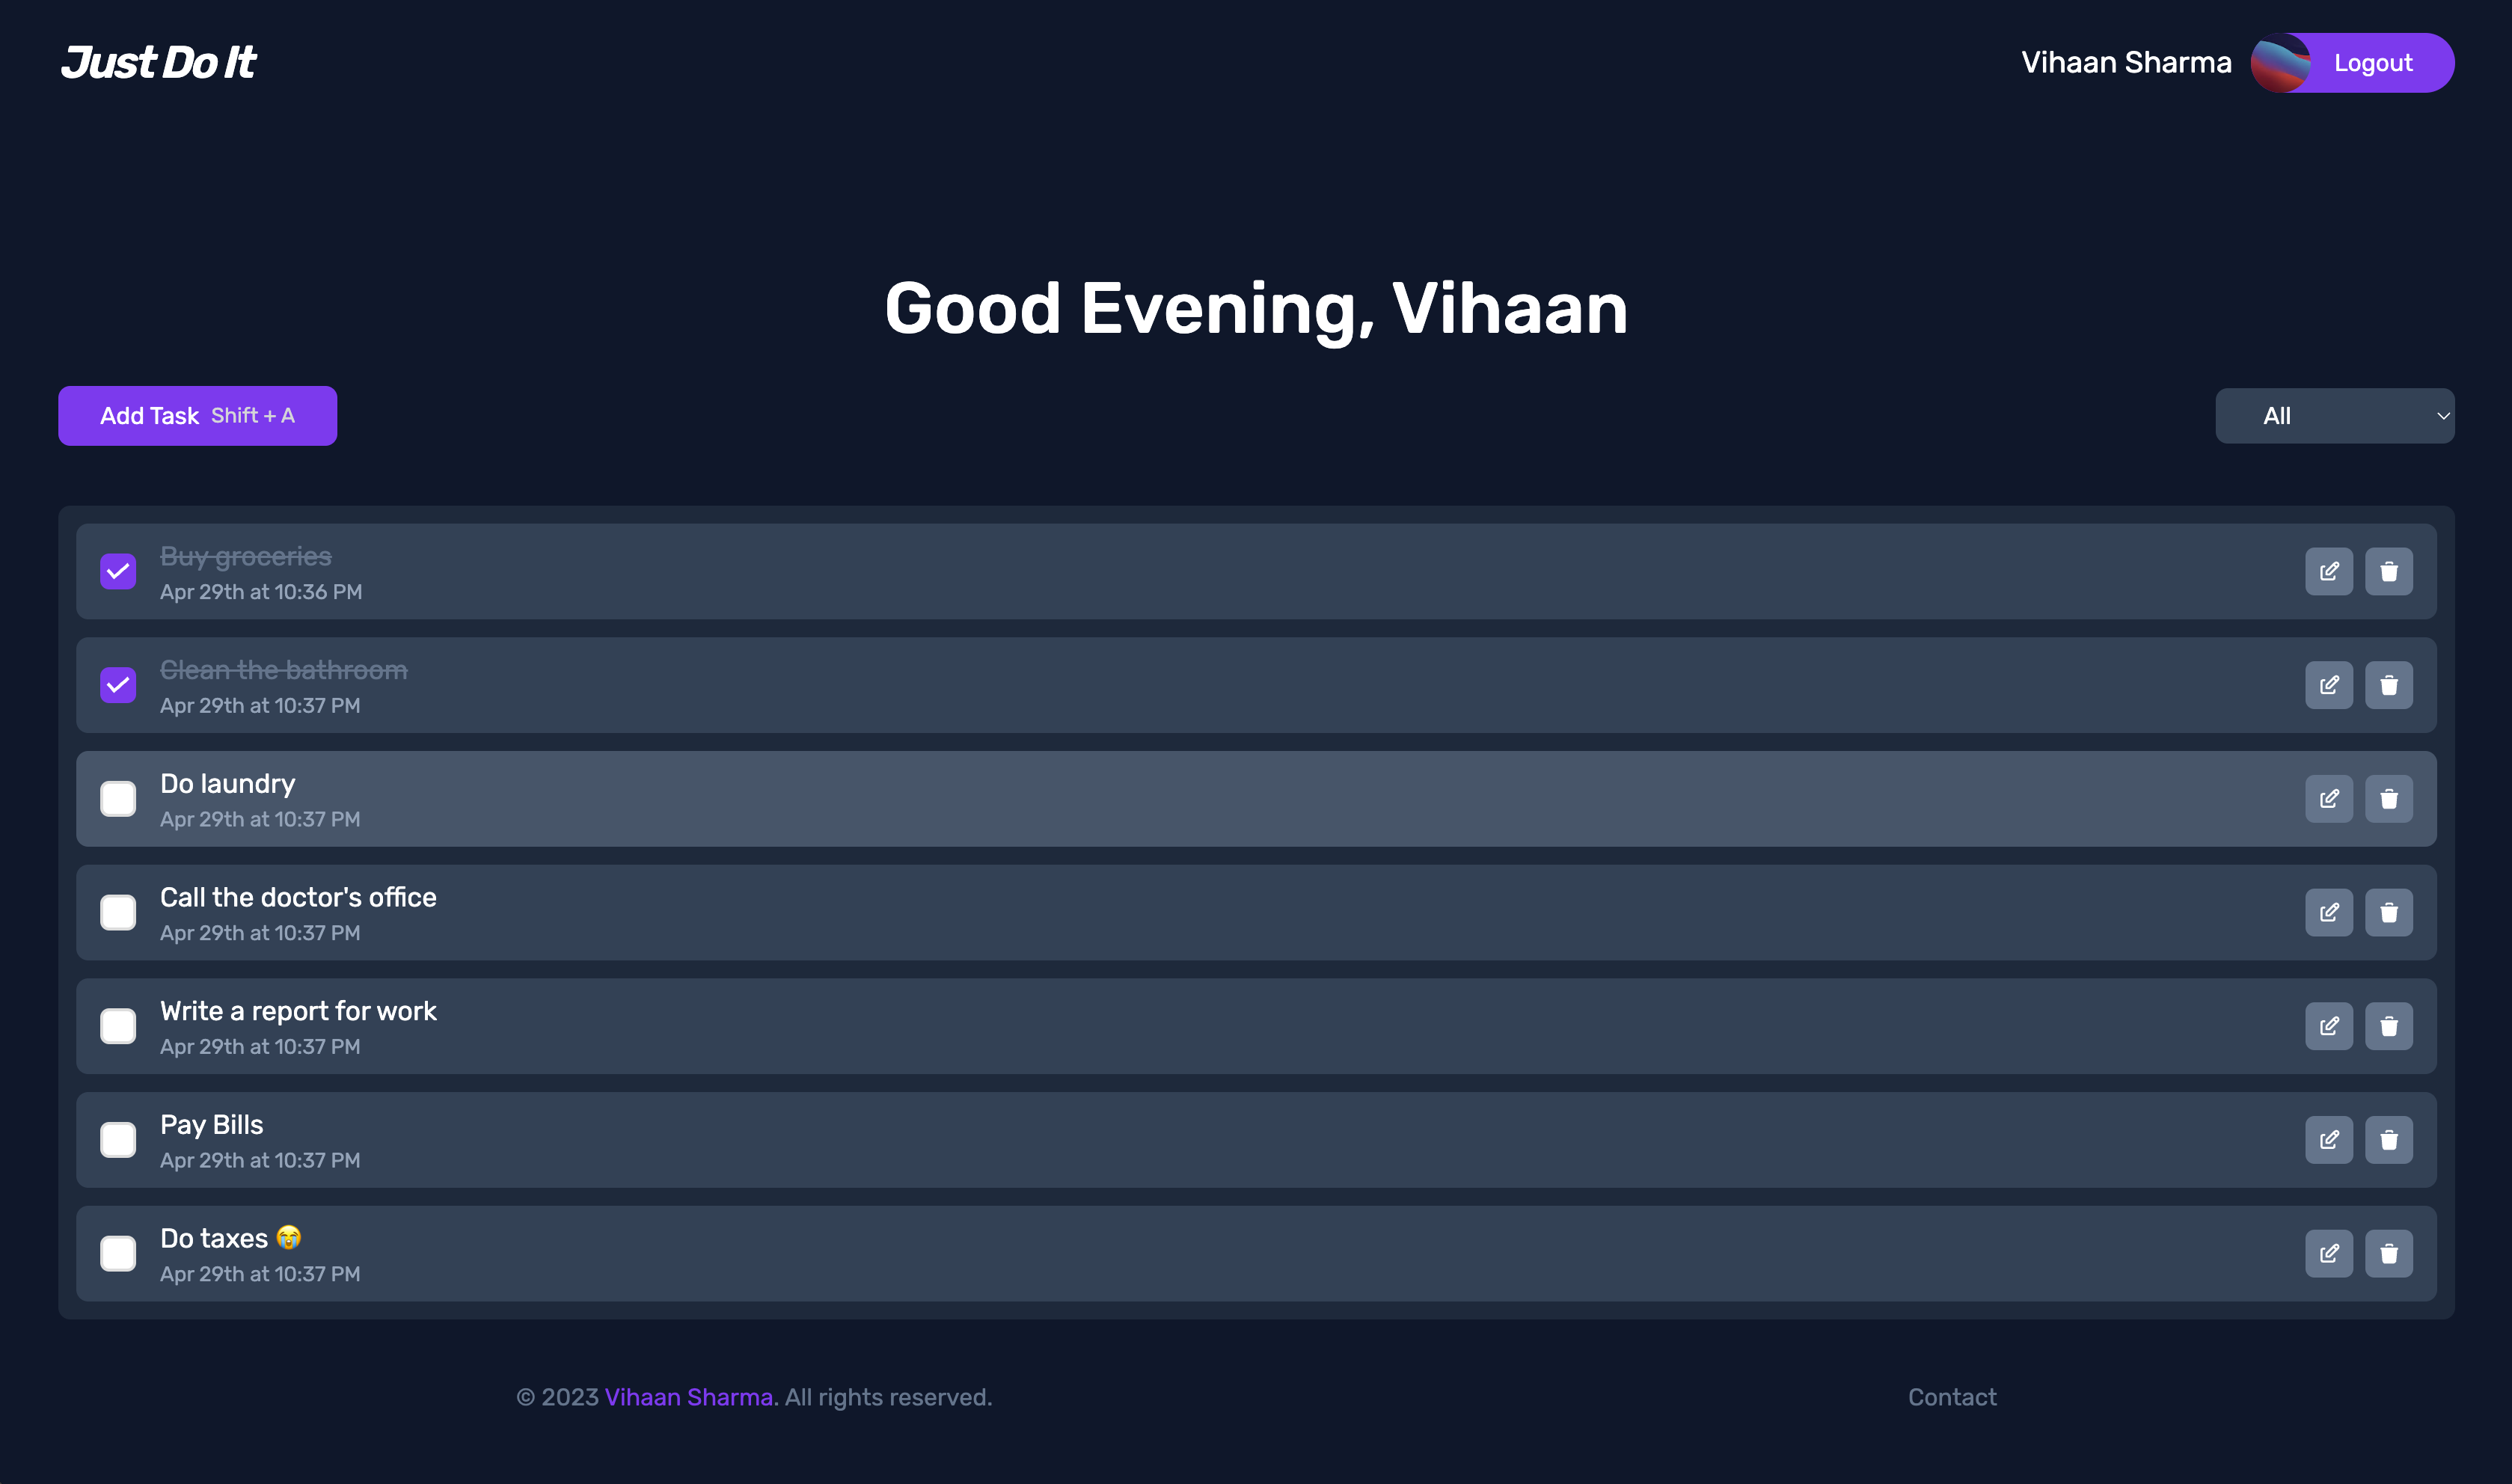 Just Do It
Vihaan Sharma
Logout
Good Evening, Vihaan
Add Task Shift + A
All
Buy groceries
Apr 29th at 10:36 PM
Clean the bathroom
Apr 29th at 10:37 PM
Do laundry
Apr 29th at 10:37 PM
Call the doctor's office
Apr 29th at 10:37 PM
Write a report for work
Apr 29th at 10:37 PM
Pay Bills
Apr 29th at 10:37 PM
Do taxes 😭
Apr 29th at 10:37 PM
© 2023 Vihaan Sharma. All rights reserved.
Contact